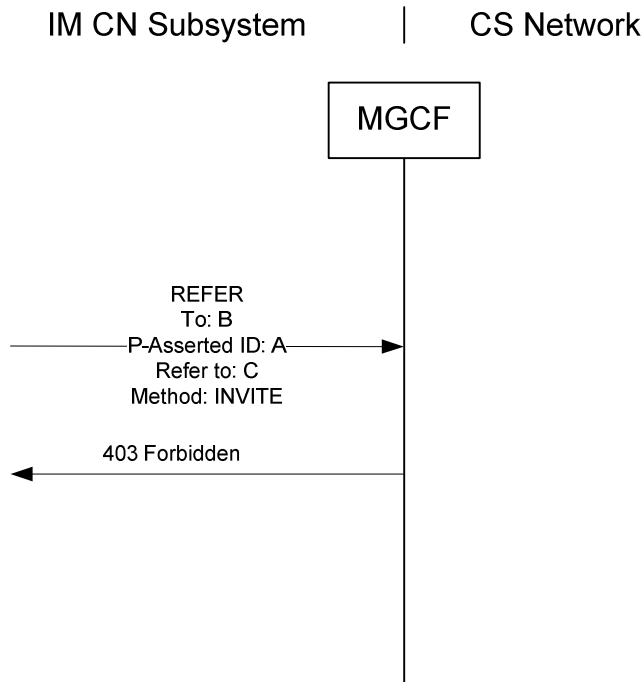 IM CN Subsystem | CS Network
MGCF
REFER
To: B
P-Asserted ID: A
Refer to: C
Method: INVITE
403 Forbidden